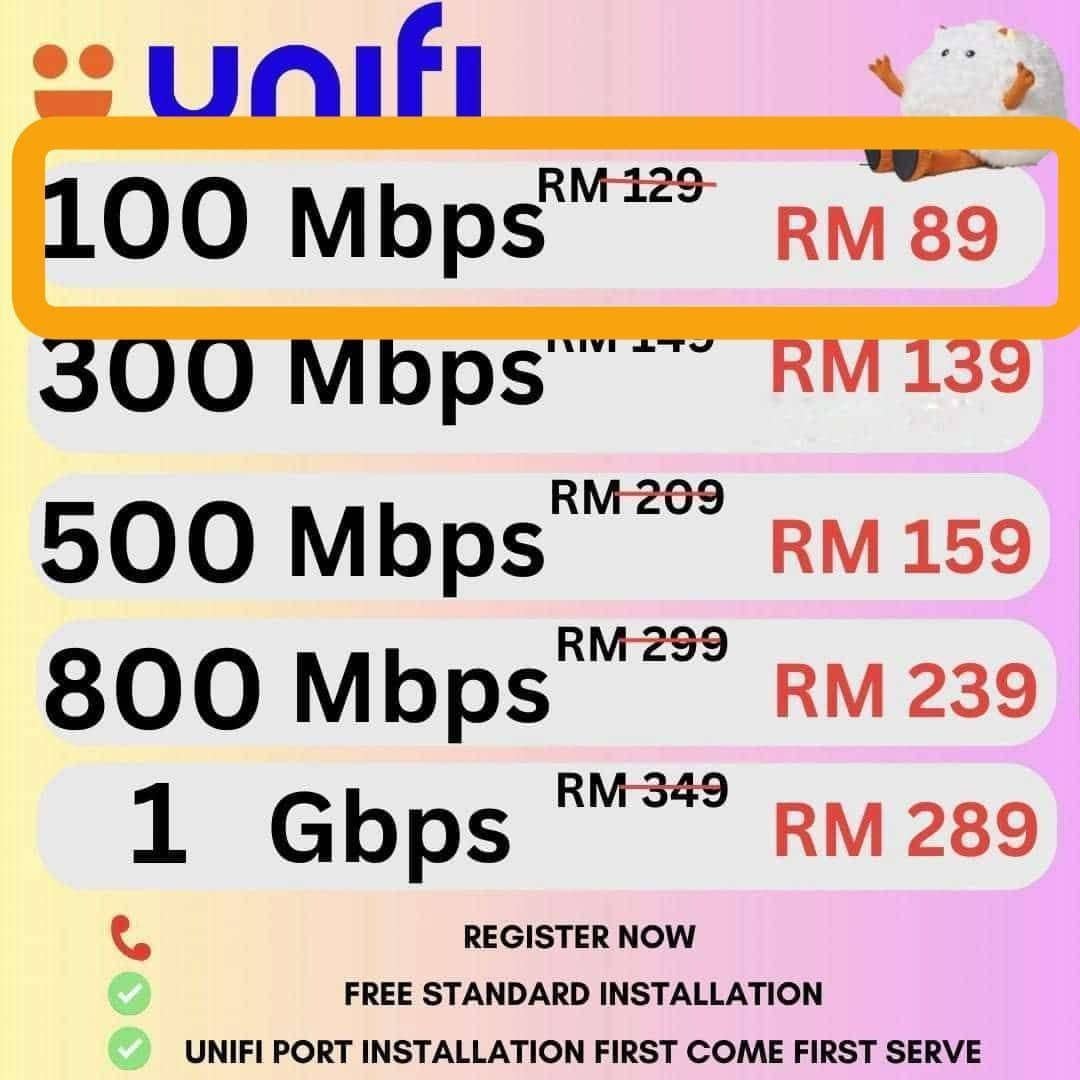 unifi
100 Mbps RM 129 RM 89
300 Mbps RM 149 RM 139
500 Mbps RM 209 RM 159
800 Mbps RM 299 RM 239
1 Gbps RM 349 RM 289
REGISTER NOW
FREE STANDARD INSTALLATION
UNIFI PORT INSTALLATION FIRST COME FIRST SERVE